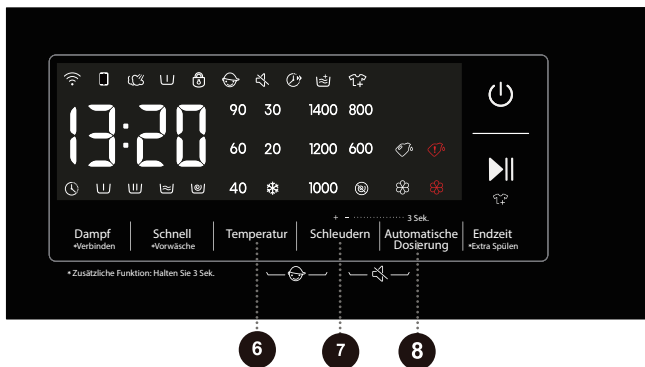 13:20
90 30 1400 800
60 20 1200 600
40 1000
+ - 3 Sek.
Dampf
•Verbinden
Schnell
•Vorwäsche
Temperatur
Schleudern
Automatische
Dosierung
Endzeit
•Extra Spülen
•Zusätzliche Funktion: Halten Sie 3 Sek.
6 7 8